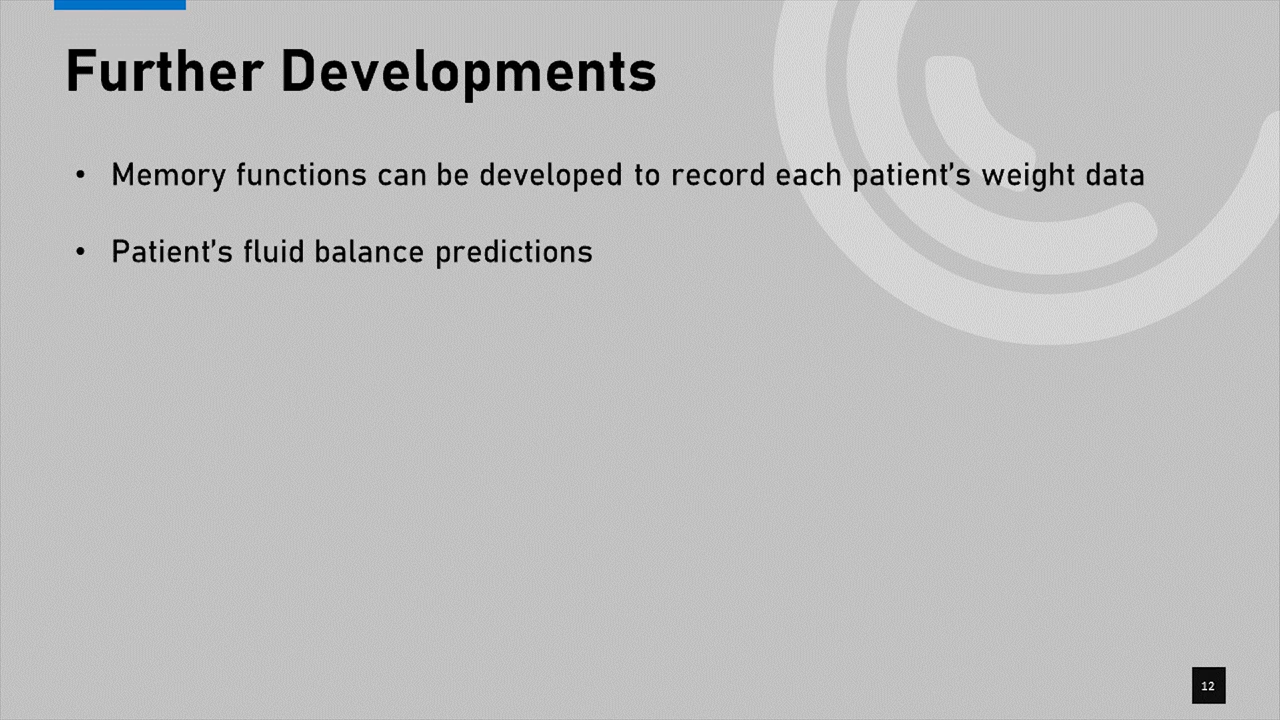 Further Developments
• Memory functions can be developed to record each patient’s weight data
• Patient’s fluid balance predictions
12